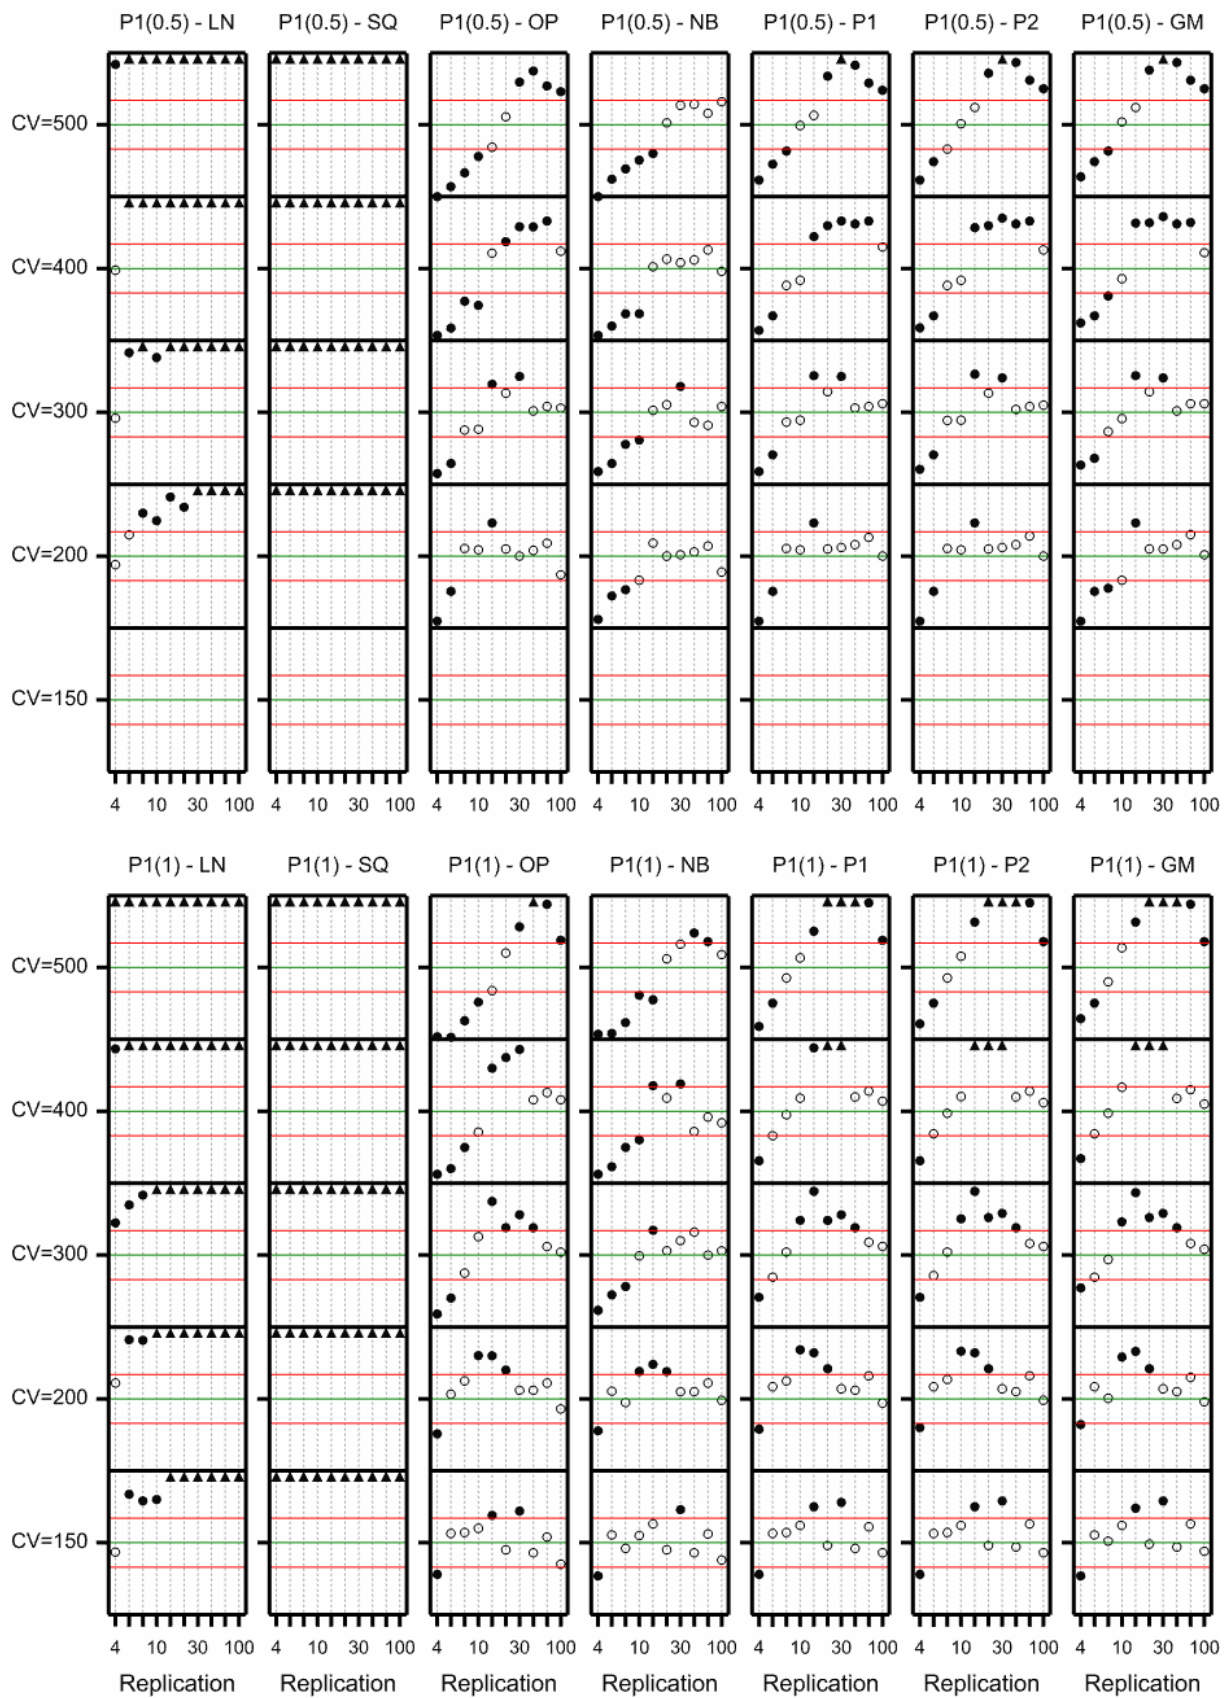 P1(0.5) - LN P1(0.5) - SQ P1(0.5) - OP P1(0.5) - NB P1(0.5) - P1 P1(0.5) - P2 P1(0.5) - GM
CV=500
CV=400
CV=300
CV=200
CV=150
4 10 30 100 4 10 30 100 4 10 30 100 4 10 30 100 4 10 30 100 4 10 30 100 4 10 30 100
P1(1) - LN P1(1) - SQ P1(1) - OP P1(1) - NB P1(1) - P1 P1(1) - P2 P1(1) - GM
CV=500
CV=400
CV=300
CV=200
CV=150
4 10 30 100 4 10 30 100 4 10 30 100 4 10 30 100 4 10 30 100 4 10 30 100 4 10 30 100
Replication Replication Replication Replication Replication Replication Replication